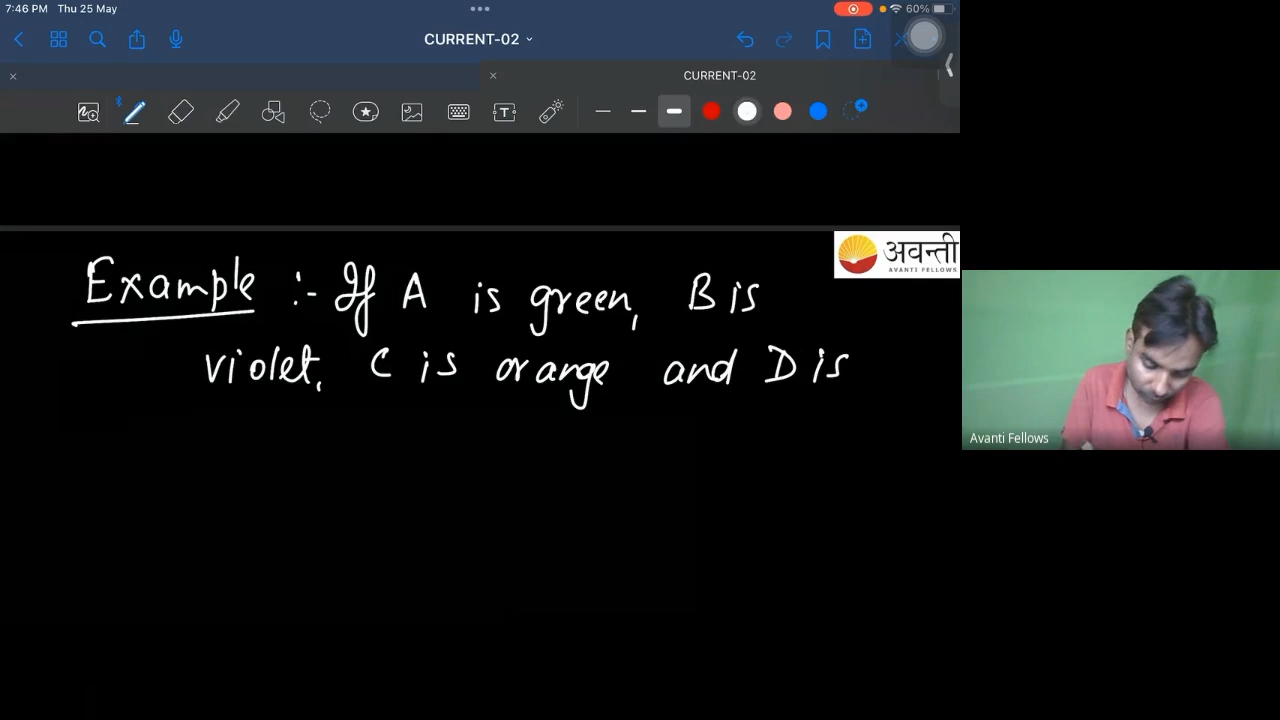 7:46 PM Thu 25 May
60%
CURRENT-02
CURRENT-02
T
अवन्ती
AVANTI FELLOWS
Example :- If A is green, B is
violet, C is orange and D is
Avanti Fellows